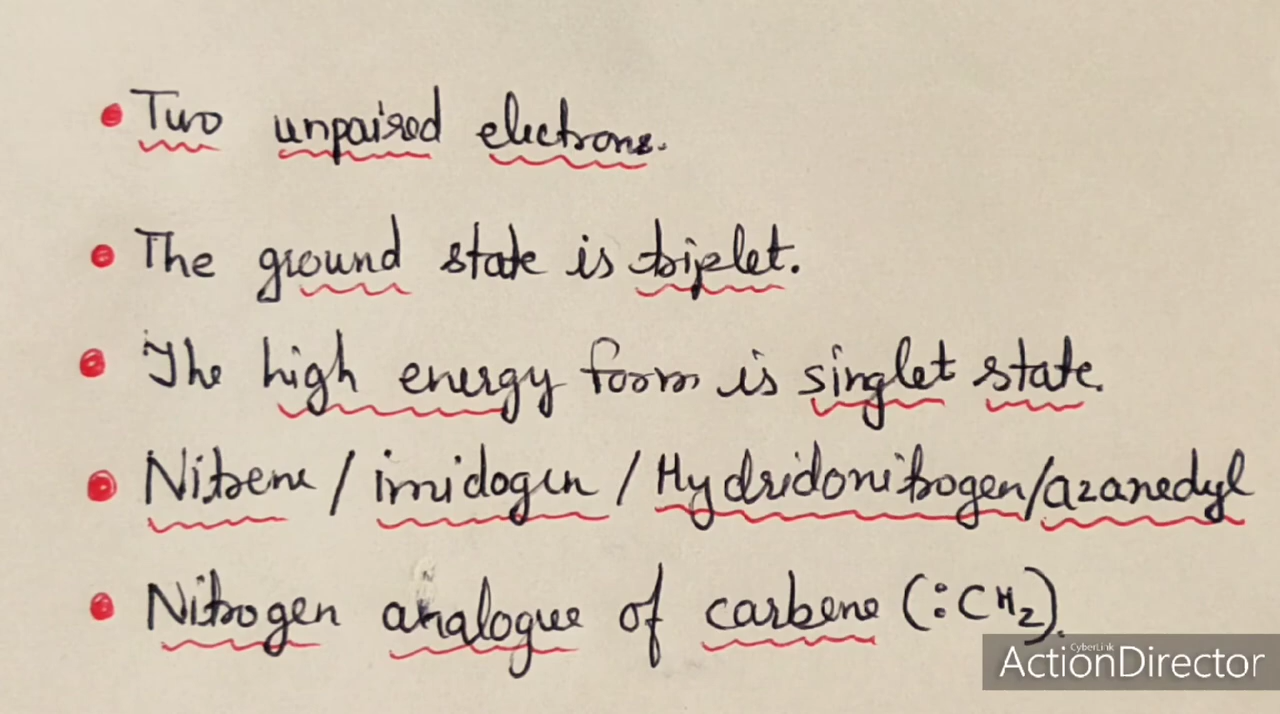 • Two unpaired electrons.
• The ground state is triplet.
• The high energy form is singlet state.
• Nitrene / imidogen / Hydridonitrogen/azanedyl
• Nitrogen analogue of carbene (:CH₂).
CyberLink
ActionDirector